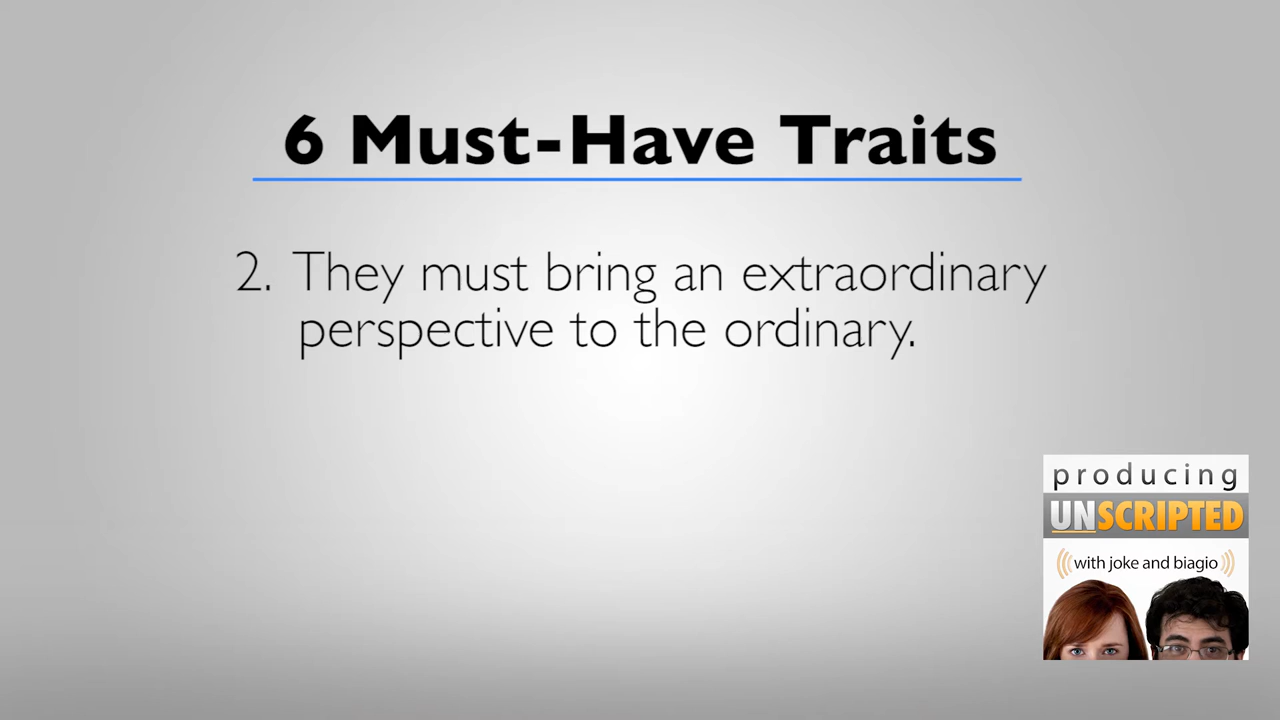 6 Must-Have Traits
2. They must bring an extraordinary
perspective to the ordinary.
producing
UNSCRIPTED
with joke and biagio